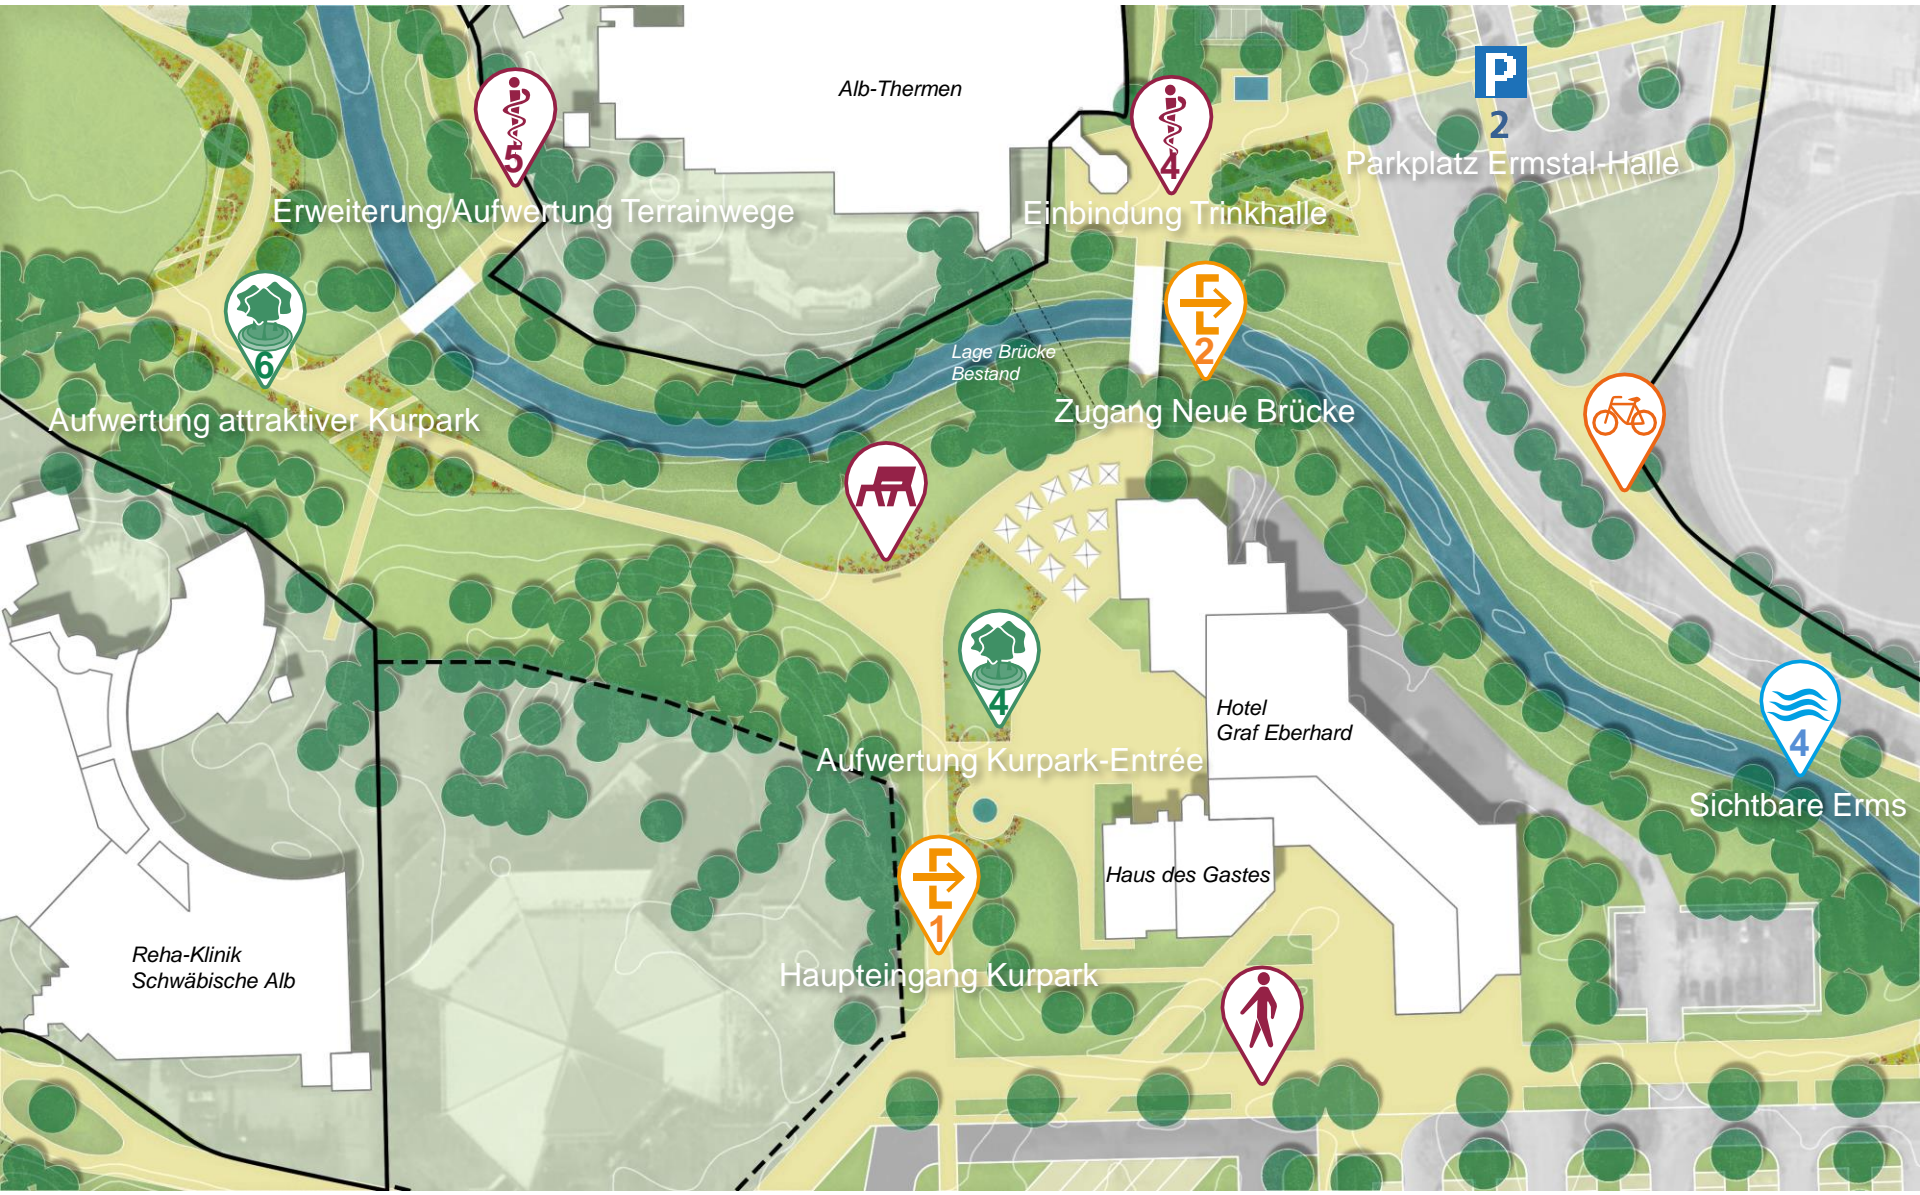 Alb-Thermen
P
2
5
4
Parkplatz Ermstal-Halle
Erweiterung/Aufwertung Terrainwege
Einbindung Trinkhalle
6
2
Lage Brücke
Bestand
Aufwertung attraktiver Kurpark
Zugang Neue Brücke
4
Hotel
Graf Eberhard
4
Aufwertung Kurpark-Entrée
Sichtbare Erms
Haus des Gastes
1
Reha-Klinik
Schwäbische Alb
Haupteingang Kurpark